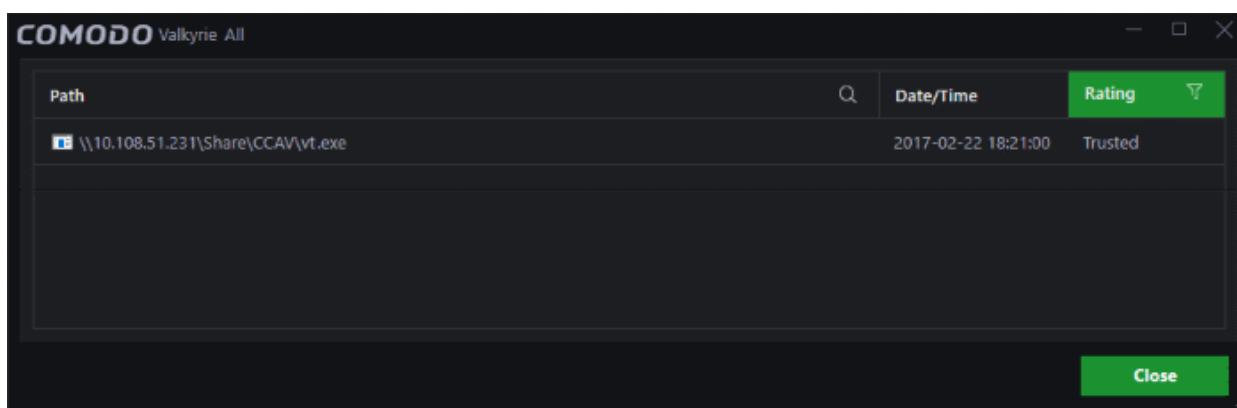 COMODO Valkyrie All
Path Date/Time Rating
\\10.108.51.231\Share\CCAV\vt.exe 2017-02-22 18:21:00 Trusted
Close